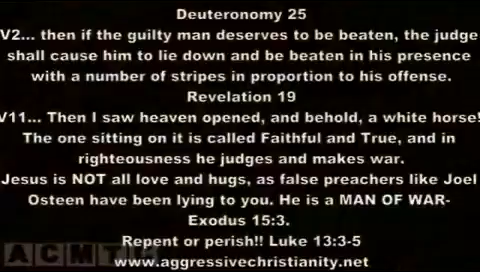 Deuteronomy 25
V2... then if the guilty man deserves to be beaten, the judge
shall cause him to lie down and be beaten in his presence
with a number of stripes in proportion to his offense.
Revelation 19
V11... Then I saw heaven opened, and behold, a white horse!
The one sitting on it is called Faithful and True, and in
righteousness he judges and makes war.
Jesus is NOT all love and hugs, as false preachers like Joel
Osteen have been lying to you. He is a MAN OF WAR-
Exodus 15:3.
Repent or perish!! Luke 13:3-5
A C M T
www.aggressivechristianity.net